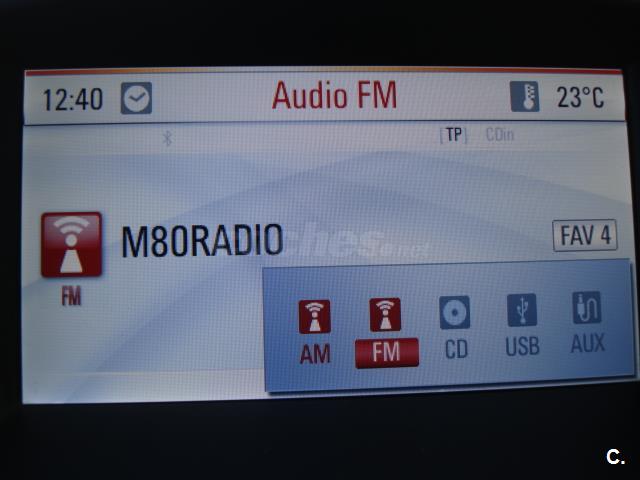 12:40 Audio FM 23°C
[TP] CDin
M80RADIO FAV 4
FM
AM FM CD USB AUX
C.